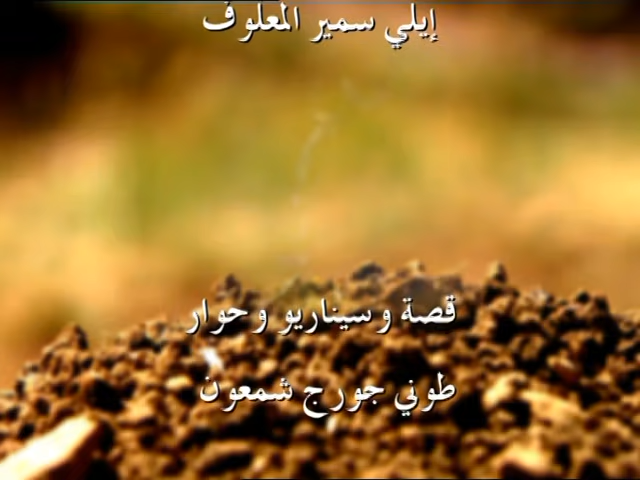 إيلي سمير المعلوف
قصة وسيناريو وحوار
طوني جورج شمعون